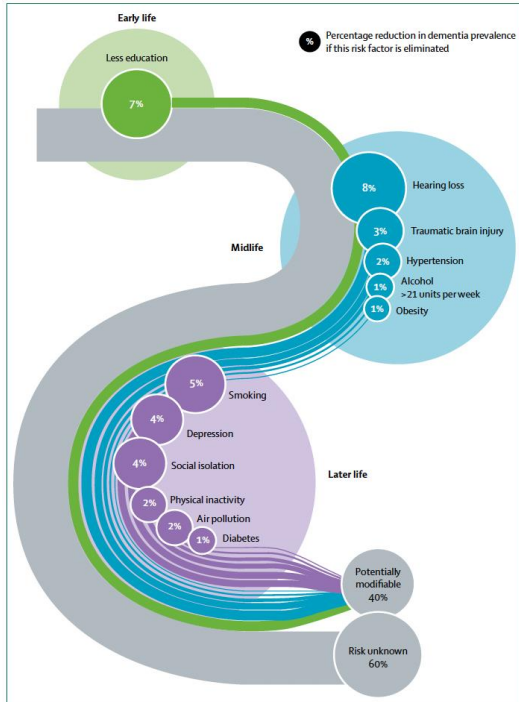 Early life
% Percentage reduction in dementia prevalence
if this risk factor is eliminated
Less education
7%
8%
Hearing loss
3%
Traumatic brain injury
Midlife
2%
Hypertension
1%
Alcohol
>21 units per week
1%
Obesity
5%
Smoking
4%
Depression
4%
Social isolation
Later life
2%
Physical inactivity
2%
Air pollution
1%
Diabetes
Potentially
modifiable
40%
Risk unknown
60%